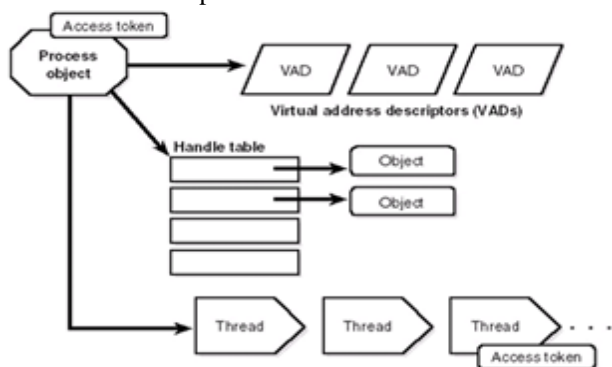 Access token
Process
object
VAD
VAD
VAD
Virtual address descriptors (VADs)
Handle table
Object
Object
Thread
Thread
Thread
Access token